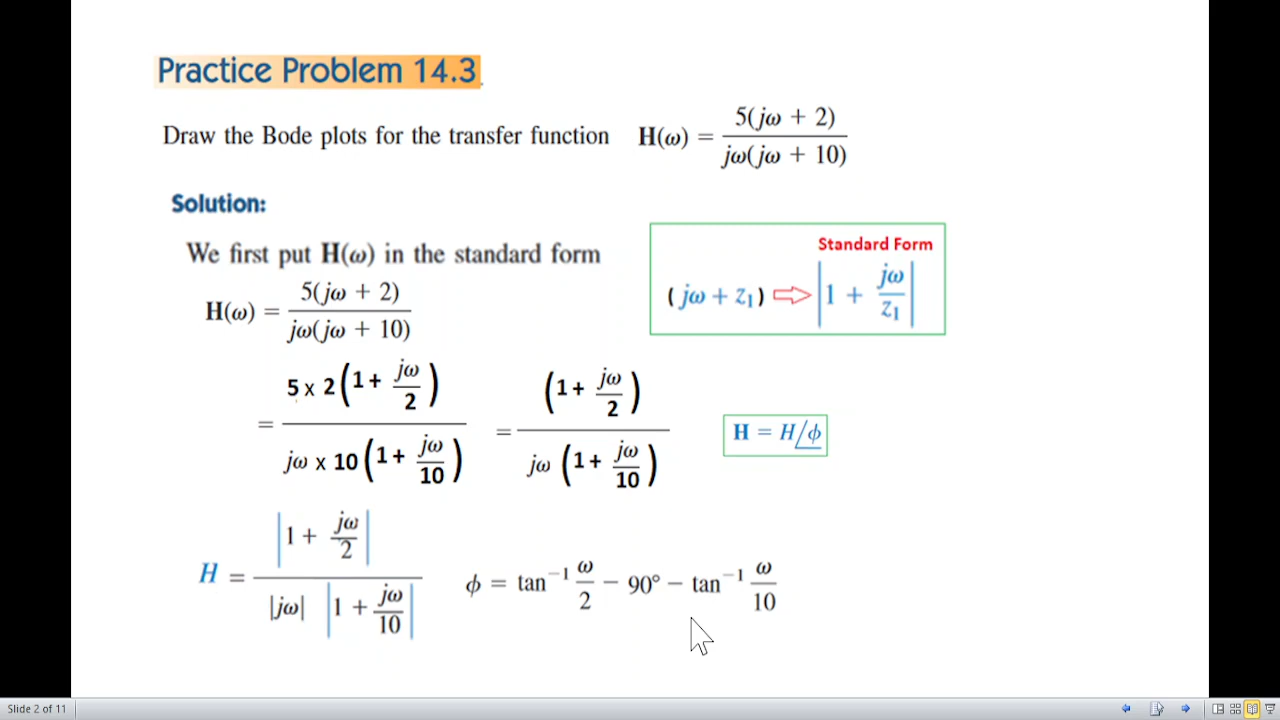 Practice Problem 14.3
Draw the Bode plots for the transfer function H(ω) = 5(jω + 2) / jω(jω + 10)
Solution:
We first put H(ω) in the standard form
Standard Form
(jω + z₁) ⇨ |1 + jω/z₁|
H(ω) = 5(jω + 2) / jω(jω + 10)
= 5 x 2(1 + jω/2) / jω x 10(1 + jω/10) = (1 + jω/2) / jω(1 + jω/10)
H = H/ϕ
H = |1 + jω/2| / |jω| |1 + jω/10| ϕ = tan⁻¹ ω/2 − 90° − tan⁻¹ ω/10
Slide 2 of 11